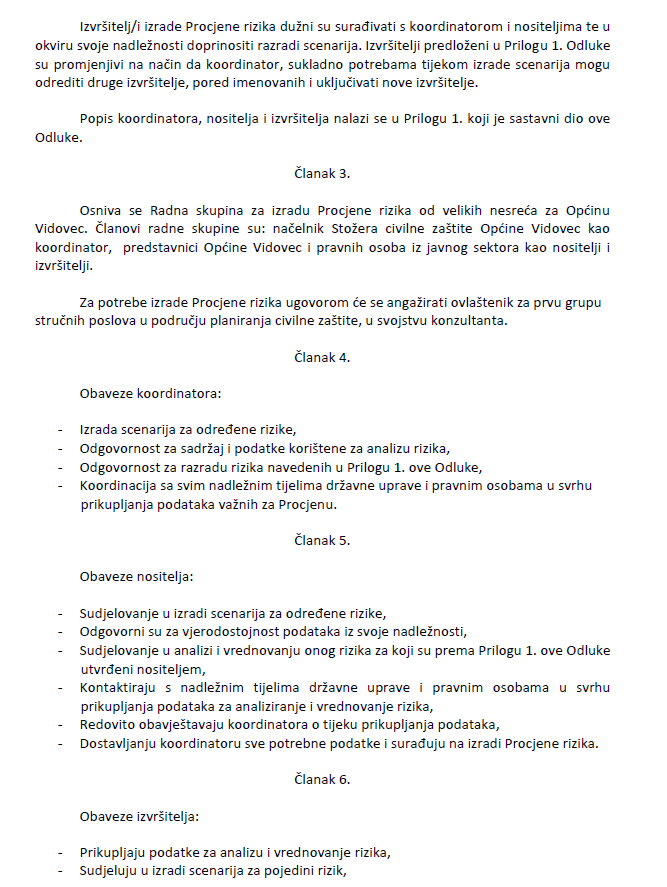 Izvršitelj/i izrade Procjene rizika dužni su surađivati s koordinatorom i nositeljima te u
okviru svoje nadležnosti doprinositi razradi scenarija. Izvršitelji predloženi u Prilogu 1. Odluke
su promjenjivi na način da koordinator, sukladno potrebama tijekom izrade scenarija mogu
odrediti druge izvršitelje, pored imenovanih i uključivati nove izvršitelje.
Popis koordinatora, nositelja i izvršitelja nalazi se u Prilogu 1. koji je sastavni dio ove
Odluke.
Članak 3.
Osniva se Radna skupina za izradu Procjene rizika od velikih nesreća za Općinu
Vidovec. Članovi radne skupine su: načelnik Stožera civilne zaštite Općine Vidovec kao
koordinator, predstavnici Općine Vidovec i pravnih osoba iz javnog sektora kao nositelji i
izvršitelji.
Za potrebe izrade Procjene rizika ugovorom će se angažirati ovlaštenik za prvu grupu
stručnih poslova u području planiranja civilne zaštite, u svojstvu konzultanta.
Članak 4.
Obaveze koordinatora:
- Izrada scenarija za određene rizike,
- Odgovornost za sadržaj i podatke korištene za analizu rizika,
- Odgovornost za razradu rizika navedenih u Prilogu 1. ove Odluke,
- Koordinacija sa svim nadležnim tijelima državne uprave i pravnim osobama u svrhu
prikupljanja podataka važnih za Procjenu.
Članak 5.
Obaveze nositelja:
- Sudjelovanje u izradi scenarija za određene rizike,
- Odgovorni su za vjerodostojnost podataka iz svoje nadležnosti,
- Sudjelovanje u analizi i vrednovanju onog rizika za koji su prema Prilogu 1. ove Odluke
utvrđeni nositeljem,
- Kontaktiraju s nadležnim tijelima državne uprave i pravnim osobama u svrhu
prikupljanja podataka za analiziranje i vrednovanje rizika,
- Redovito obavještavaju koordinatora o tijeku prikupljanja podataka,
- Dostavljanju koordinatoru sve potrebne podatke i surađuju na izradi Procjene rizika.
Članak 6.
Obaveze izvršitelja:
- Prikupljaju podatke za analizu i vrednovanje rizika,
- Sudjeluju u izradi scenarija za pojedini rizik,